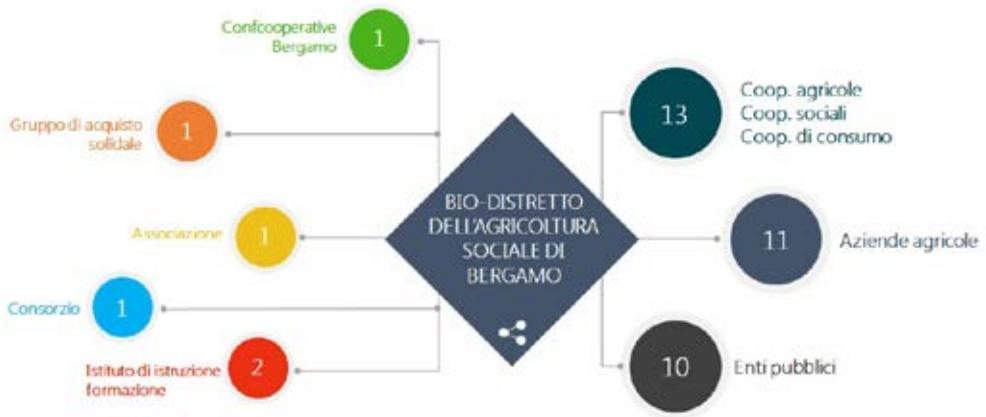 Confcooperative
Bergamo
1
Gruppo di acquisto
solidale
1
Associazione
1
Consorzio
1
Istituto di istruzione
formazione
2
BIO-DISTRETTO
DELL'AGRICOLTURA
SOCIALE DI
BERGAMO
13
Coop. agricole
Coop. sociali
Coop. di consumo
11
Aziende agricole
10
Enti pubblici